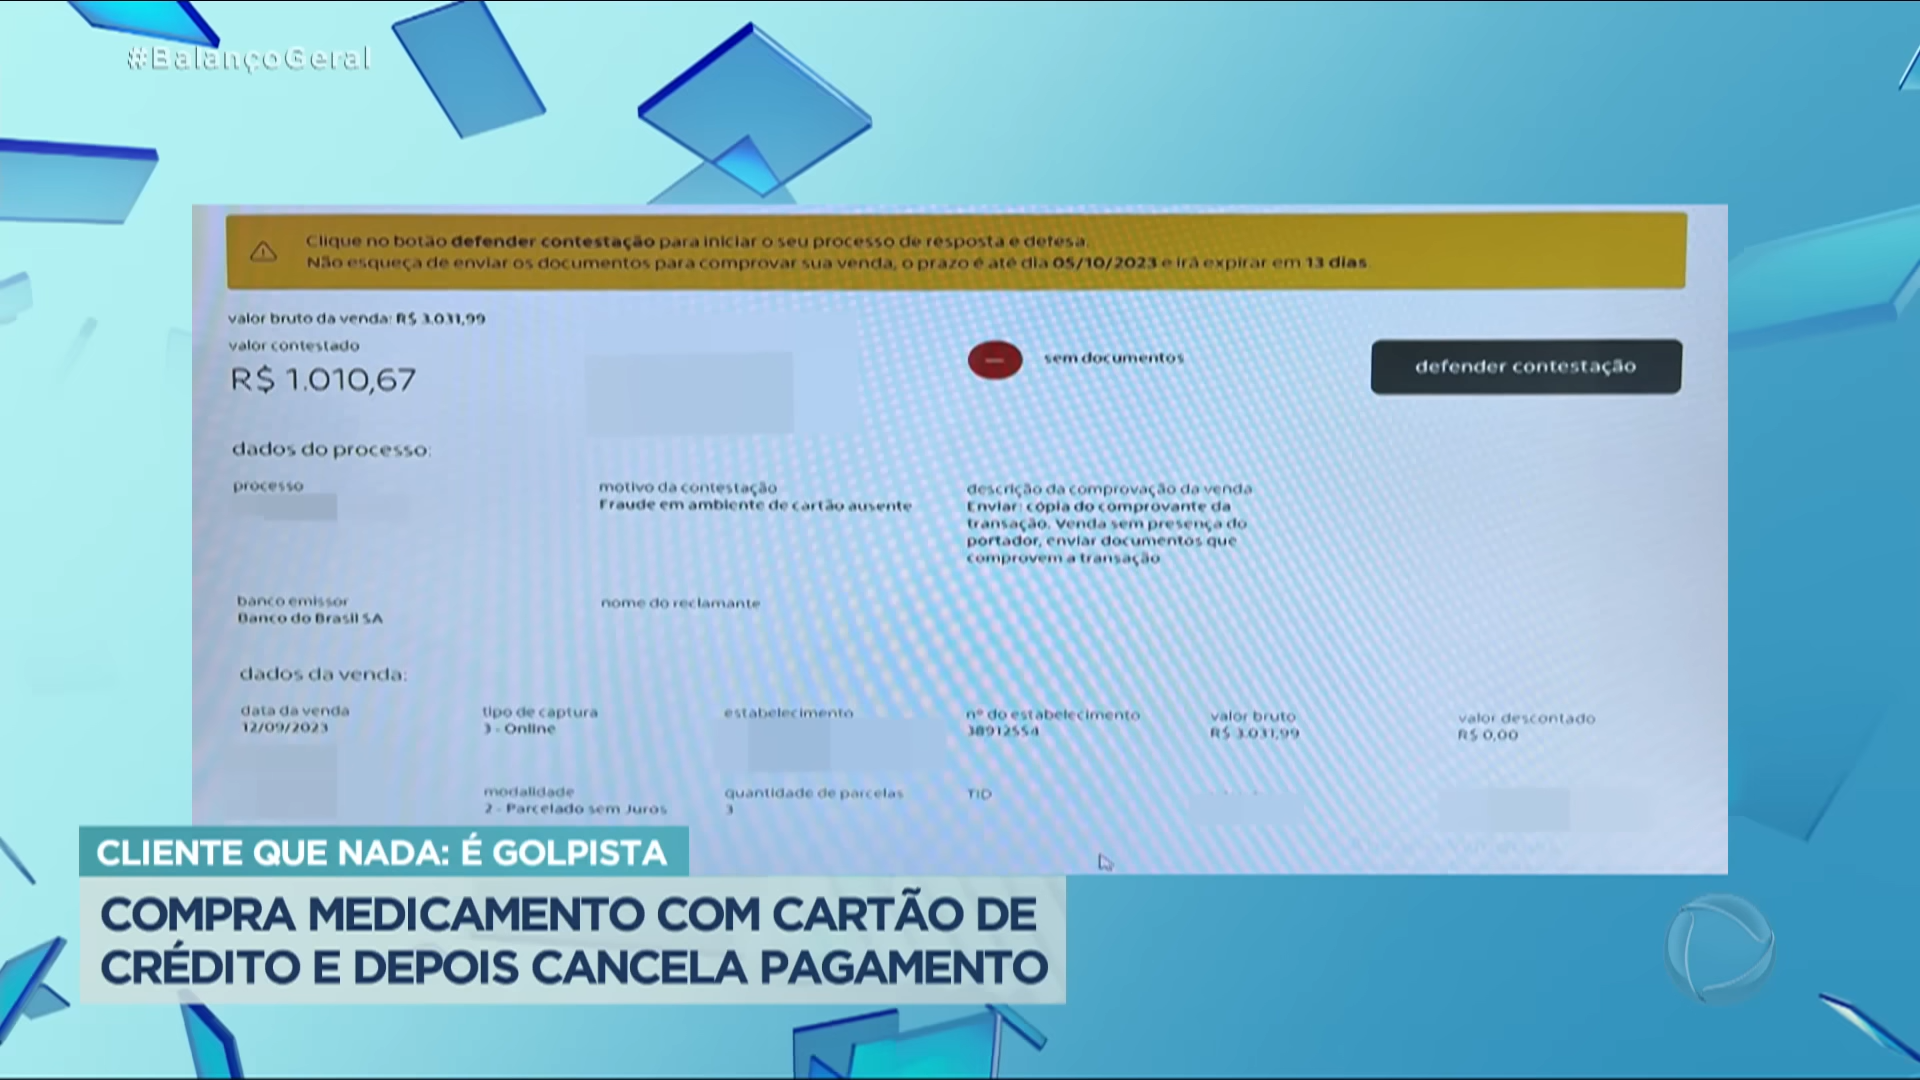 #BalançoGeral
Clique no botão defender contestação para iniciar o seu processo de resposta e defesa.
Não esqueça de enviar os documentos para comprovar sua venda, o prazo é até dia 05/10/2023 e irá expirar em 13 dias.
valor bruto da venda: R$ 3.031,99
valor contestado
R$ 1.010,67
sem documentos
defender contestação
dados do processo:
processo
motivo da contestação
Fraude em ambiente de cartão ausente
descrição da comprovação da venda
Enviar: cópia do comprovante da
transação. Venda sem presença do
portador, enviar documentos que
comprovem a transação
banco emissor
Banco do Brasil SA
nome do reclamante
dados da venda:
data da venda
12/09/2023
tipo de captura
3 - Online
estabelecimento
nº do estabelecimento
38912554
valor bruto
R$ 3.031,99
valor descontado
R$ 0,00
modalidade
2 - Parcelado sem Juros
quantidade de parcelas
3
TID
CLIENTE QUE NADA: É GOLPISTA
COMPRA MEDICAMENTO COM CARTÃO DE
CRÉDITO E DEPOIS CANCELA PAGAMENTO